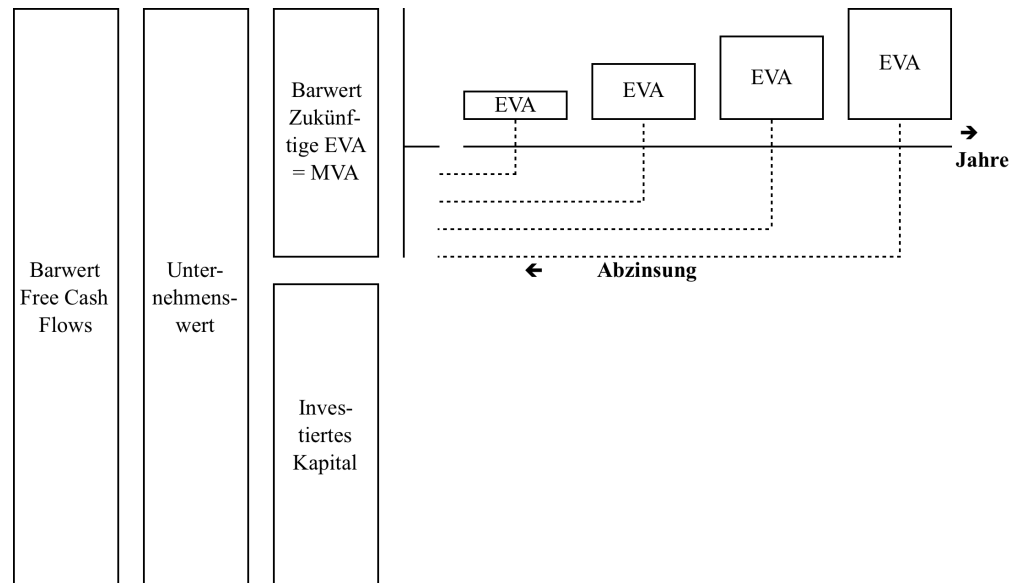 Barwert
Free Cash
Flows
Unter-
nehmens-
wert
Barwert
Zukünf-
tige EVA
= MVA
Inves-
tiertes
Kapital
EVA
EVA
EVA
EVA
→
Jahre
← Abzinsung